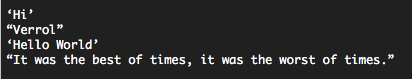 ‘Hi’
“Verrol”
‘Hello World’
“It was the best of times, it was the worst of times.”